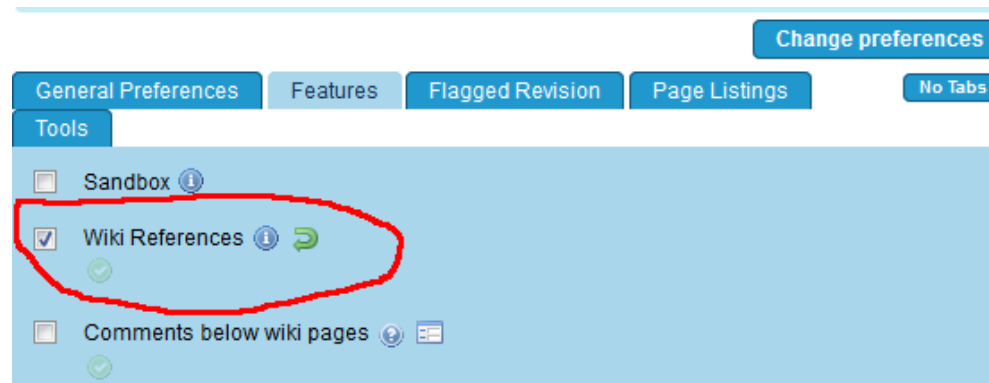 Change preferences
General Preferences Features Flagged Revision Page Listings No Tabs
Tools
Sandbox
Wiki References
Comments below wiki pages